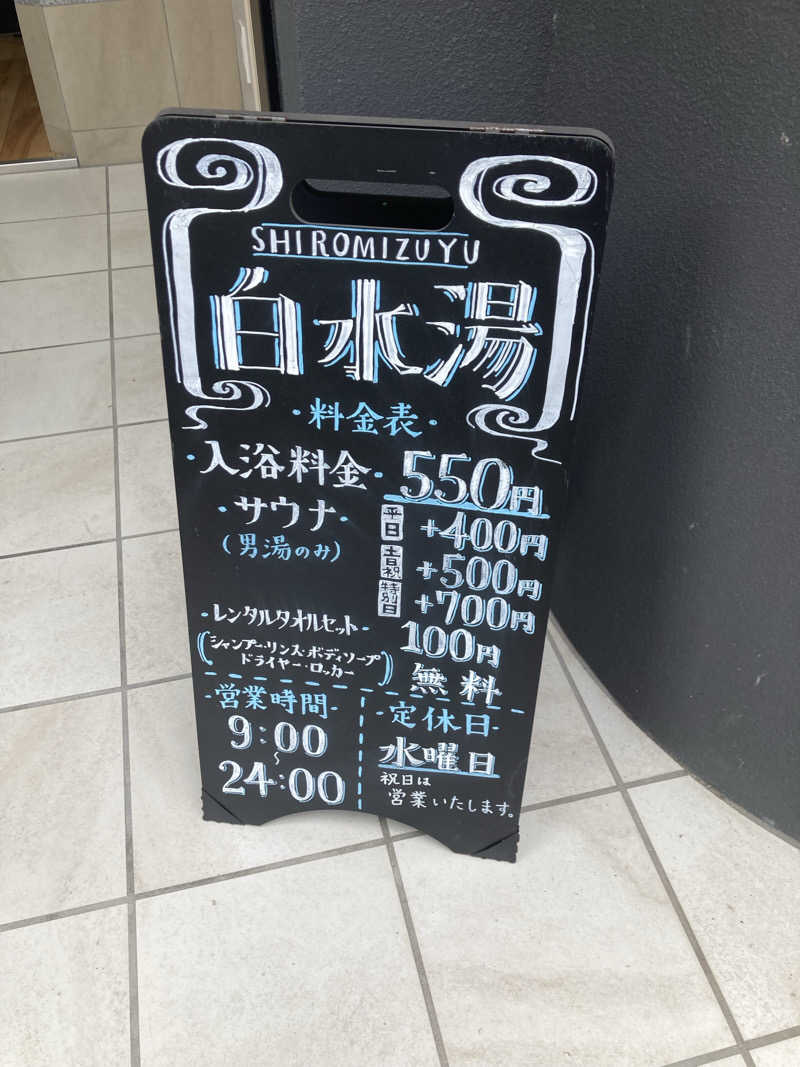 SHIROMIZUYU
白水湯
・料金表・
・入浴料金・ 550円
・サウナ・ 平日 +400円
(男湯のみ) 土日祝 +500円
特別日 +700円
・レンタルタオルセット・ 100円
(シャンプー・リンス・ボディソープ
ドライヤー・ロッカー) 無料
・営業時間・
9:00
～
24:00
・定休日・
水曜日
祝日は
営業いたします。